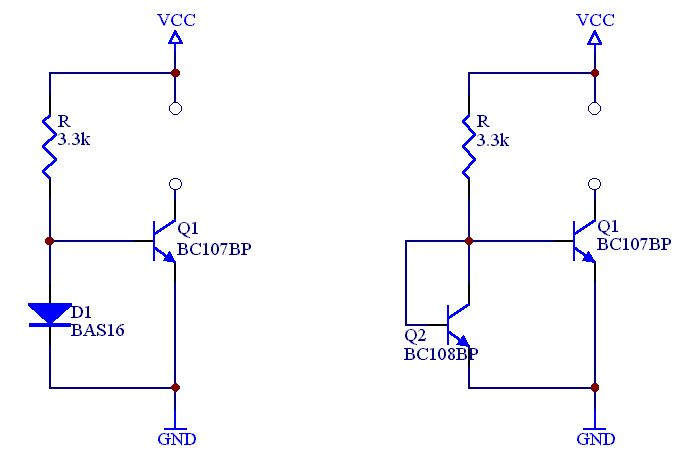 VCC
R
3.3k
Q1
BC107BP
D1
BAS16
GND
VCC
R
3.3k
Q1
BC107BP
Q2
BC108BP
GND